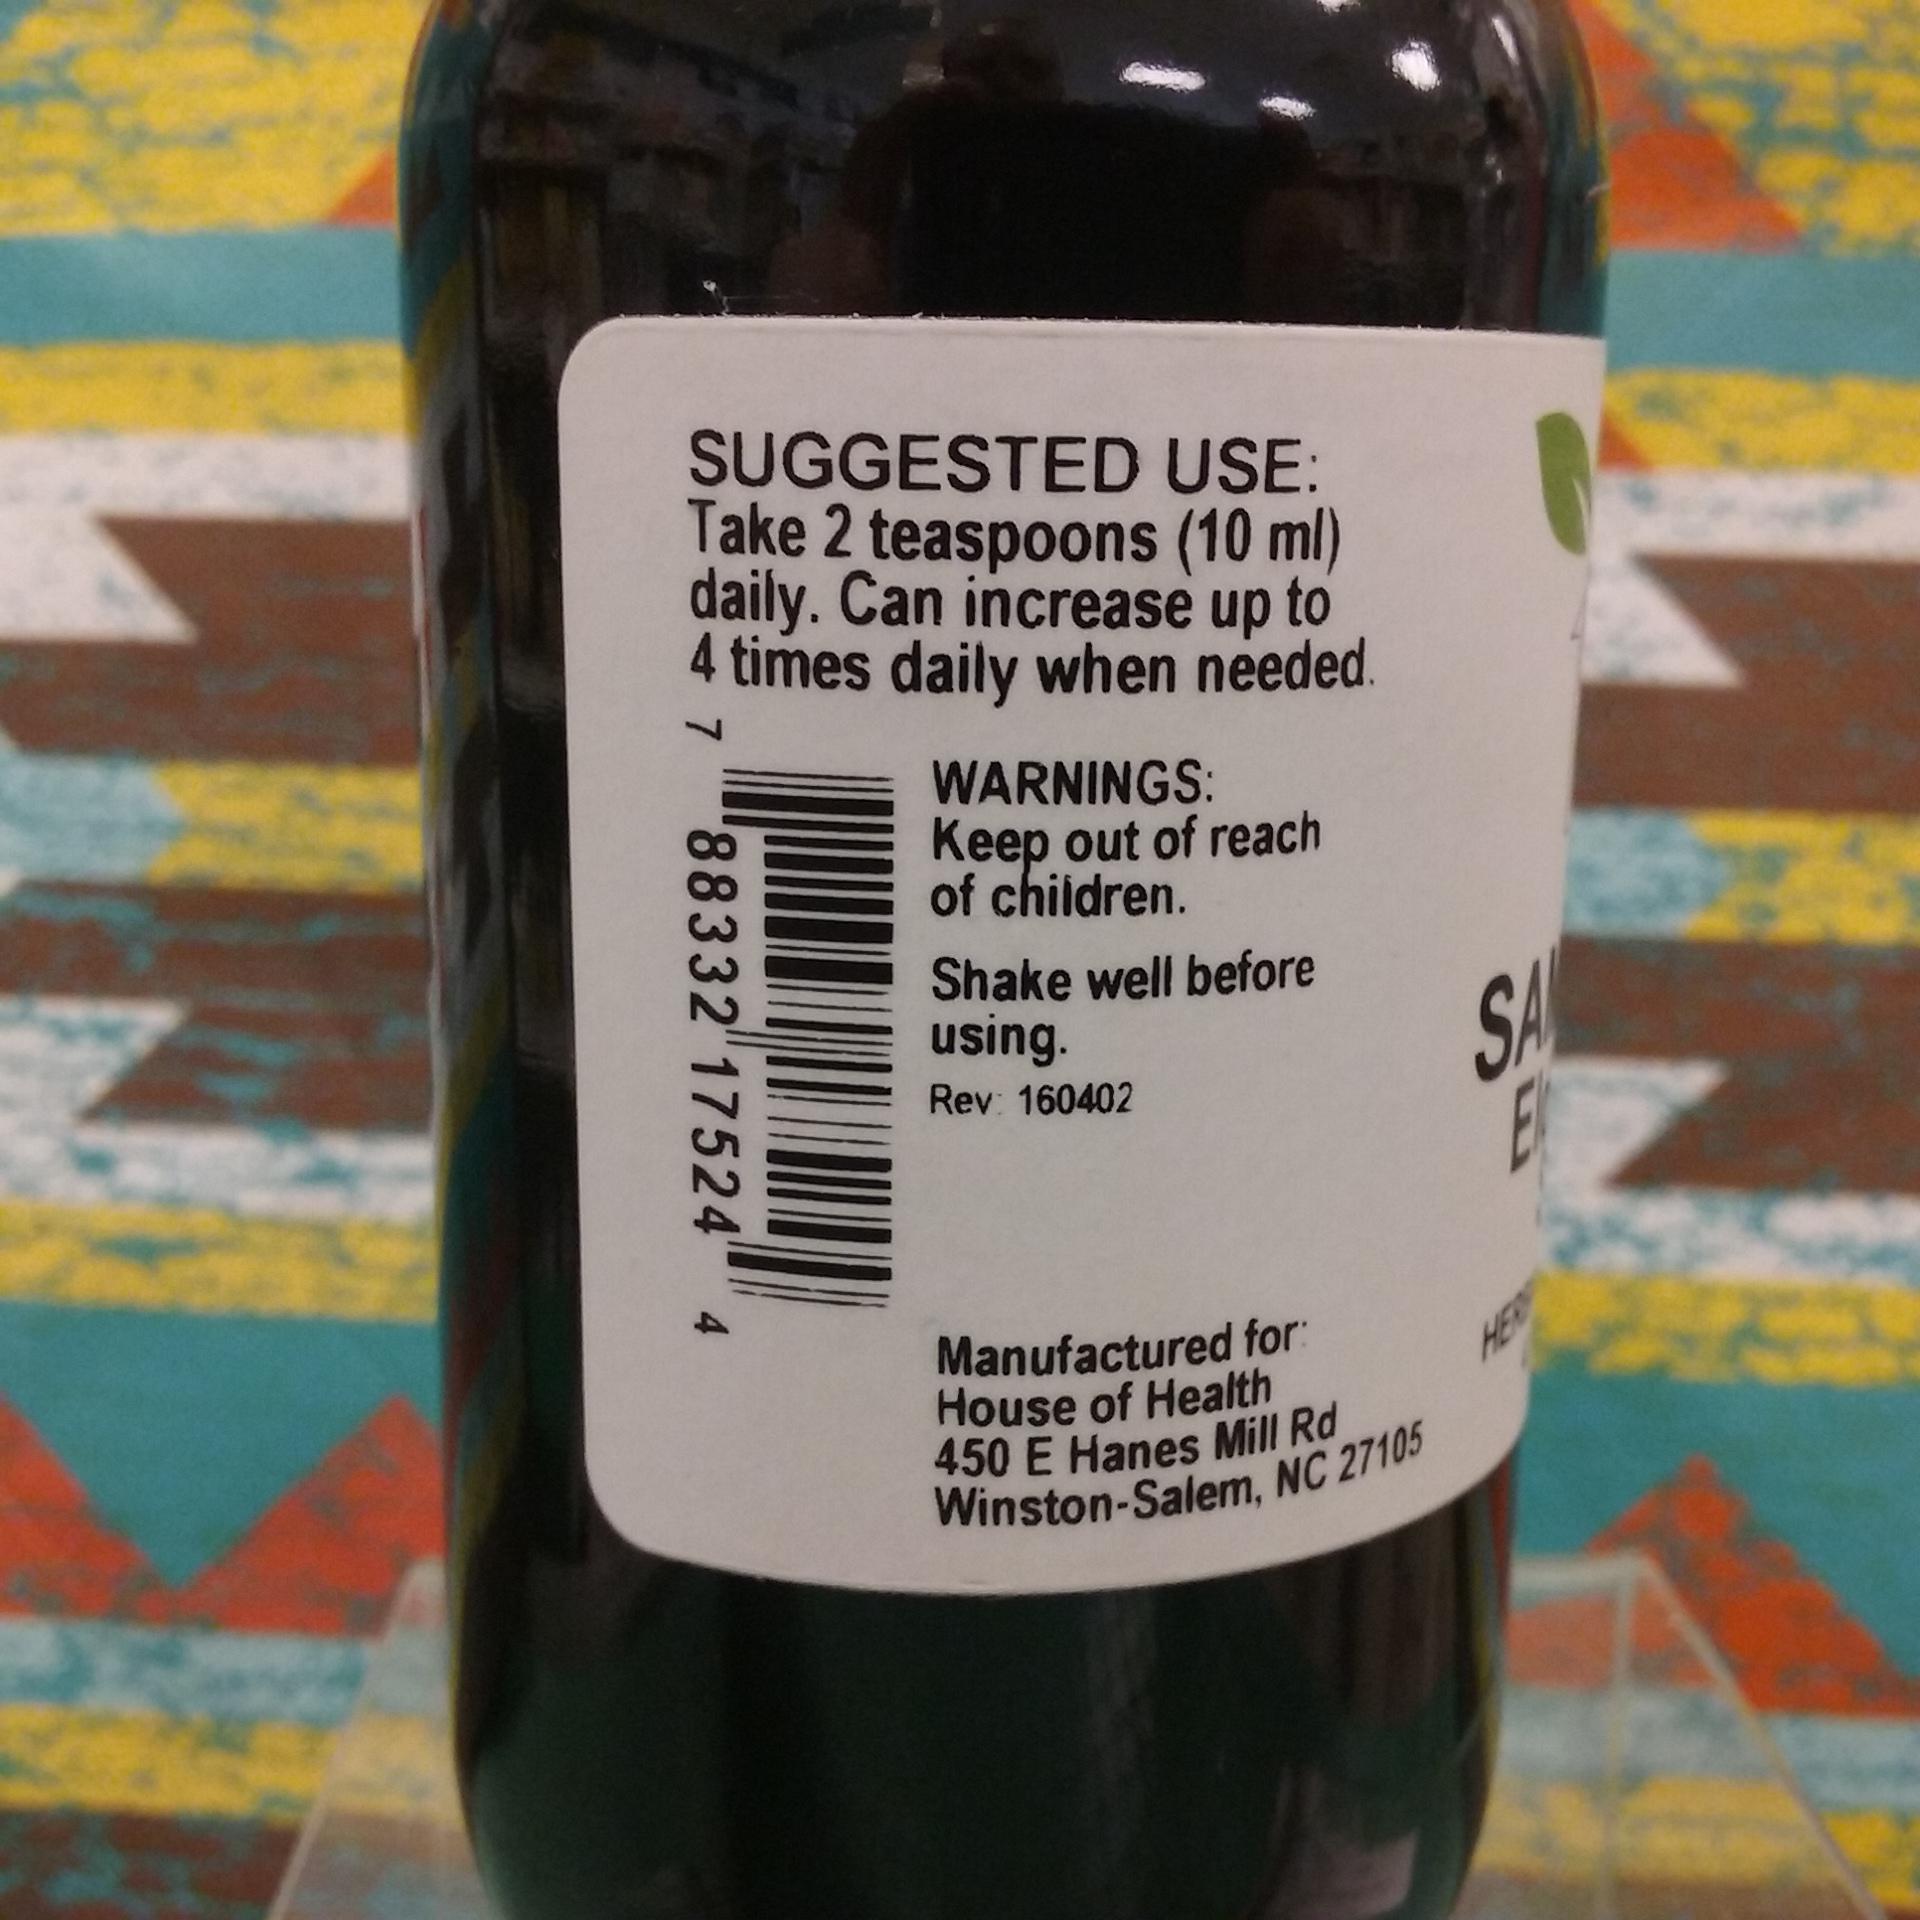 SUGGESTED USE:
Take 2 teaspoons (10 ml)
daily. Can increase up to
4 times daily when needed.
7 88332 17524 4
WARNINGS:
Keep out of reach
of children.
Shake well before
using.
Rev: 160402
Manufactured for:
House of Health
450 E Hanes Mill Rd
Winston-Salem, NC 27105